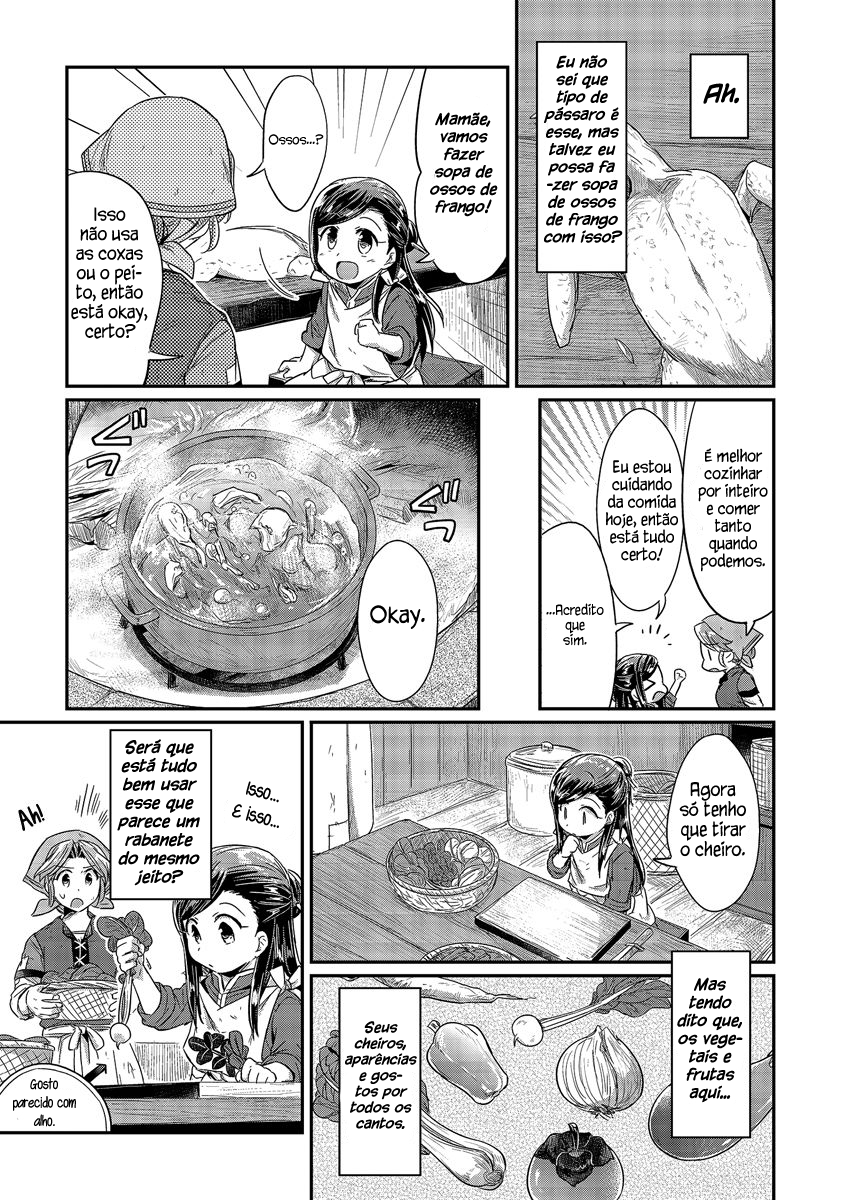 Ah.
Eu não
sei que
tipo de
pássaro é
esse, mas
talvez eu
possa fa
-zer sopa
de ossos
de frango
com isso?
Mamãe,
vamos
fazer
sopa de
ossos de
frango!
Ossos...?
Isso
não usa
as coxas
ou o pei-
to, então
está okay,
certo?
É melhor
cozinhar
por inteiro
e comer
tanto
quando
podemos.
Eu estou
cuidando
da comida
hoje, então
está tudo
certo!
...Acredito
que
sim.
Okay.
Agora
só tenho
que tirar
o cheiro.
Mas
tendo
dito que,
os vege-
tais e
frutas
aquí...
Seus
cheiros,
aparências
e gos-
tos por
todos os
cantos.
Isso...
E isso...
Será que
está tudo
bem usar
esse que
parece um
rabanete
do mesmo
jeito?
Ah!
Gosto
parecido com
alho.